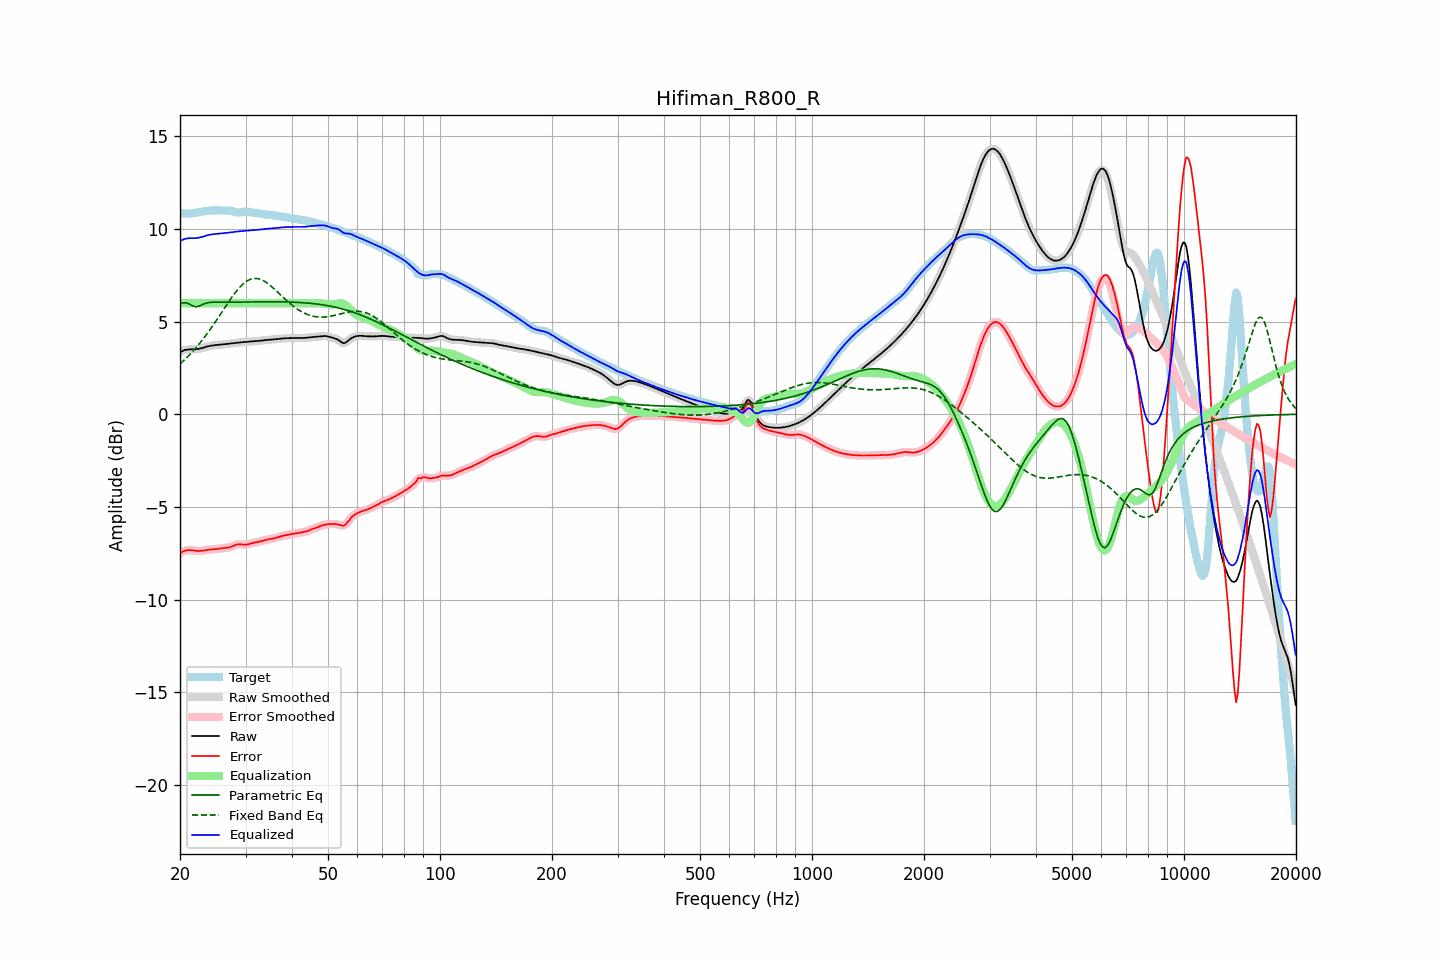 Hifiman_R800_R
15
10
5
0
−5
−10
−15
−20
Amplitude (dBr)
Target
Raw Smoothed
Error Smoothed
Raw
Error
Equalization
Parametric Eq
Fixed Band Eq
Equalized
20 50 100 200 500 1000 2000 5000 10000 20000
Frequency (Hz)